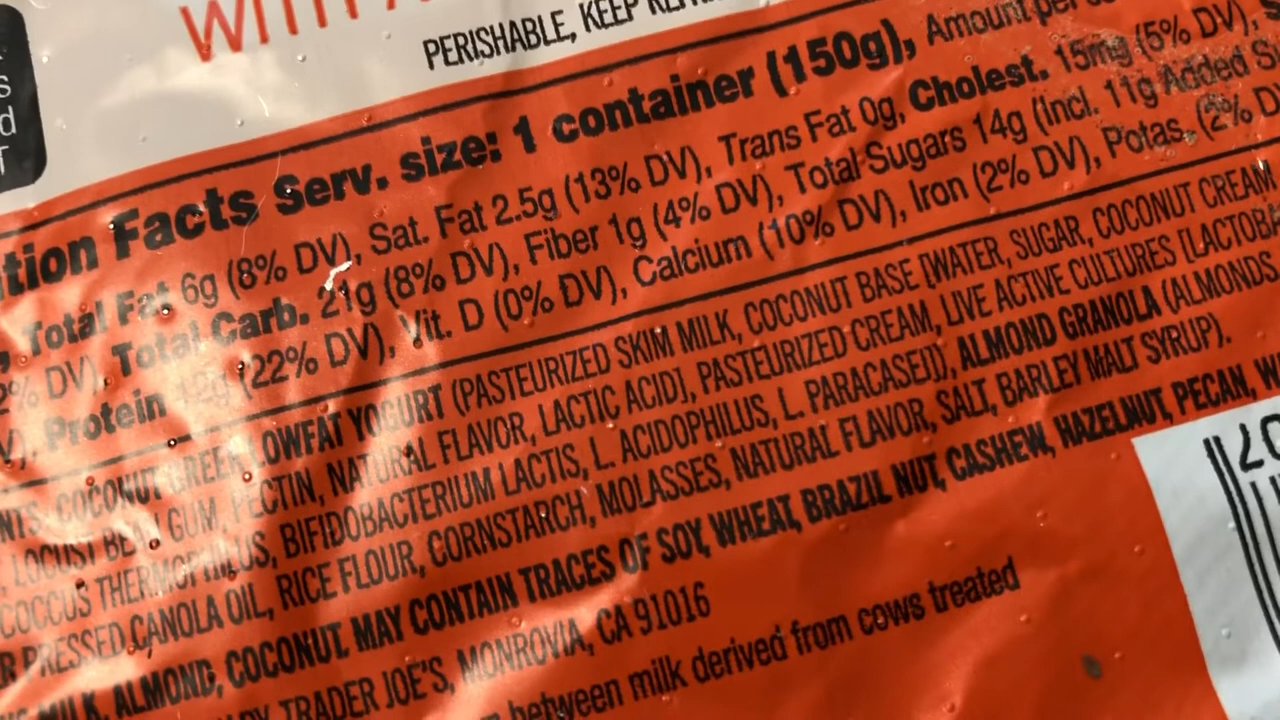 WITH A
PERISHABLE, KEEP REFRI
tion Facts Serv. size: 1 container (150g), Amount per
, Total Fat 6g (8% DV), Sat. Fat 2.5g (13% DV), Trans Fat 0g, Cholest. 15mg (5% DV), S
2% DV), Total Carb. 21g (8% DV), Fiber 1g (4% DV), Total Sugars 14g (Incl. 11g Added S
V), Protein (22% DV), Vit. D (0% DV), Calcium (10% DV), Iron (2% DV), Potas. (2% D
NTS: COCONUT GREEK LOWFAT YOGURT (PASTEURIZED SKIM MILK, COCONUT BASE [WATER, SUGAR, COCONUT CREAM
, LOCUST BEAN GUM, PECTIN, NATURAL FLAVOR, LACTIC ACID], PASTEURIZED CREAM, LIVE ACTIVE CULTURES [LACTOBA
COCCUS THERMOPHILUS, BIFIDOBACTERIUM LACTIS, L. ACIDOPHILUS, L. PARACASEI]), ALMOND GRANOLA (ALMONDS
R PRESSED CANOLA OIL, RICE FLOUR, CORNSTARCH, MOLASSES, NATURAL FLAVOR, SALT, BARLEY MALT SYRUP).
MILK, ALMOND, COCONUT. MAY CONTAIN TRACES OF SOY, WHEAT, BRAZIL NUT, CASHEW, HAZELNUT, PECAN, W
TRADER JOE'S, MONROVIA, CA 91016
between milk derived from cows treated
s
d